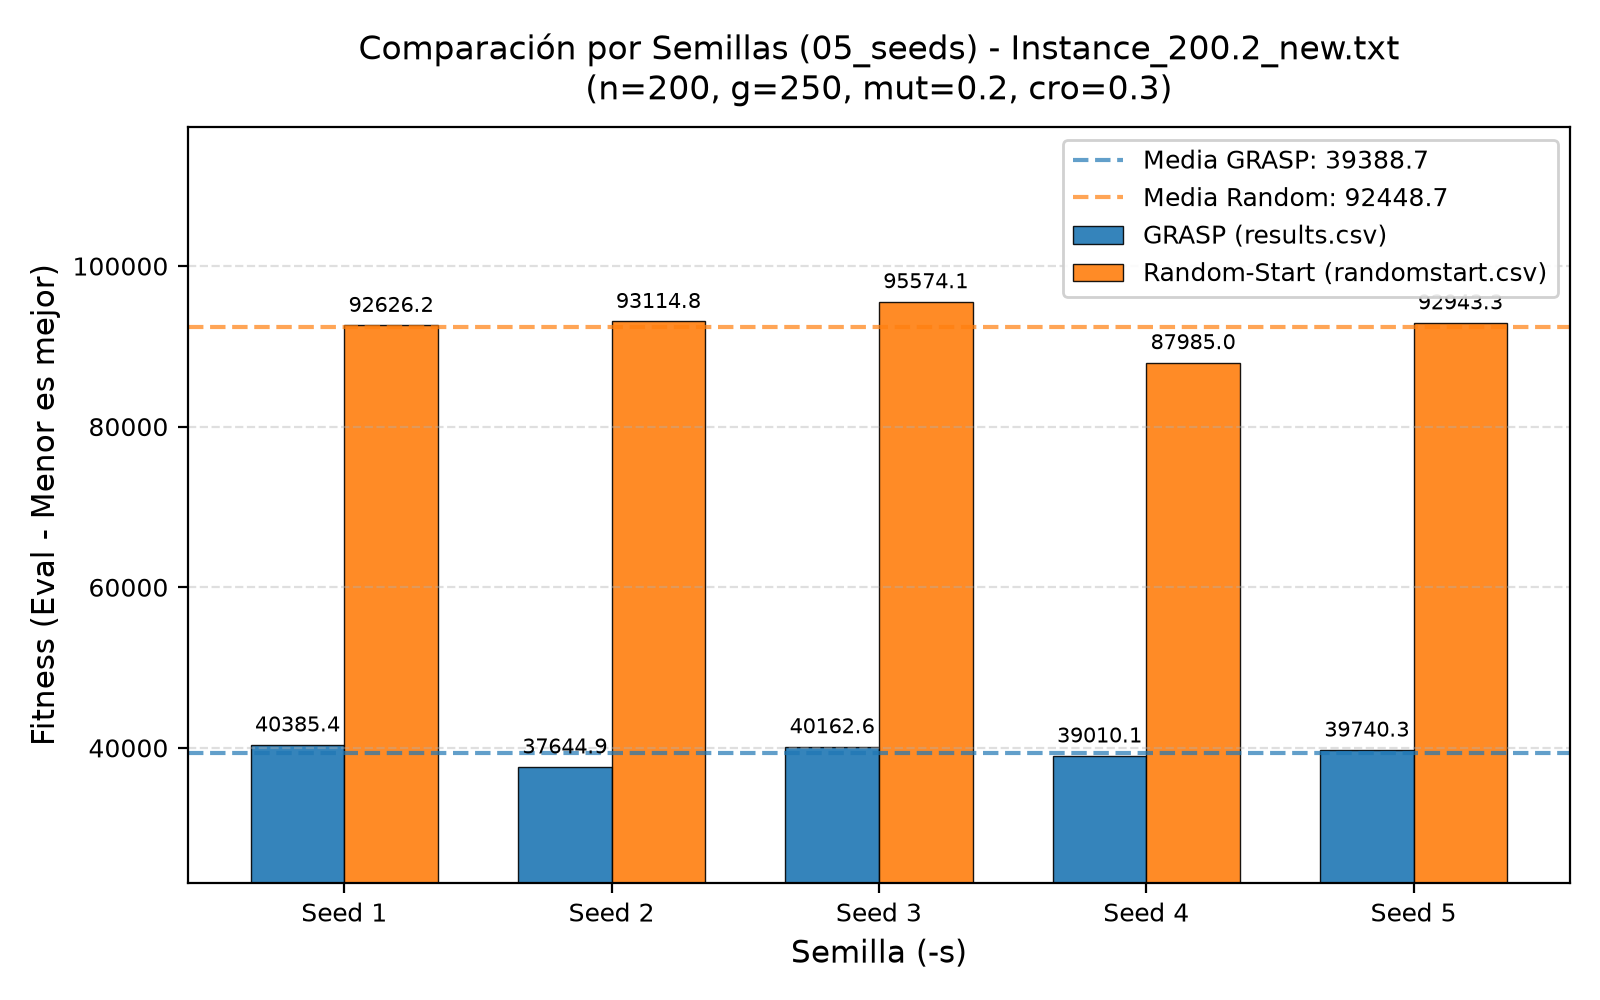 Comparación por Semillas (05_seeds) - Instance_200.2_new.txt
(n=200, g=250, mut=0.2, cro=0.3)
Media GRASP: 39388.7
Media Random: 92448.7
GRASP (results.csv)
Random-Start (randomstart.csv)
Fitness (Eval - Menor es mejor)
100000
80000
60000
40000
92626.2
93114.8
95574.1
87985.0
92943.3
40385.4
37644.9
40162.6
39010.1
39740.3
Seed 1
Seed 2
Seed 3
Seed 4
Seed 5
Semilla (-s)